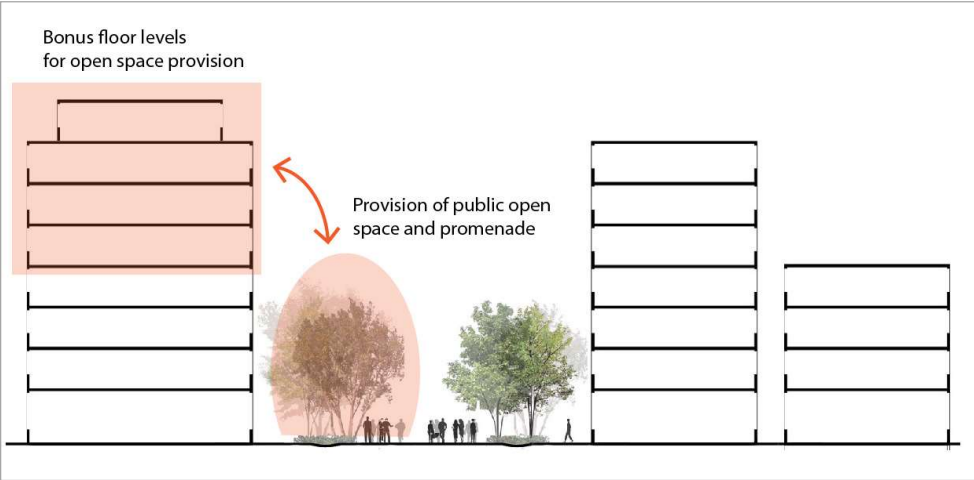 Bonus floor levels
for open space provision
Provision of public open
space and promenade